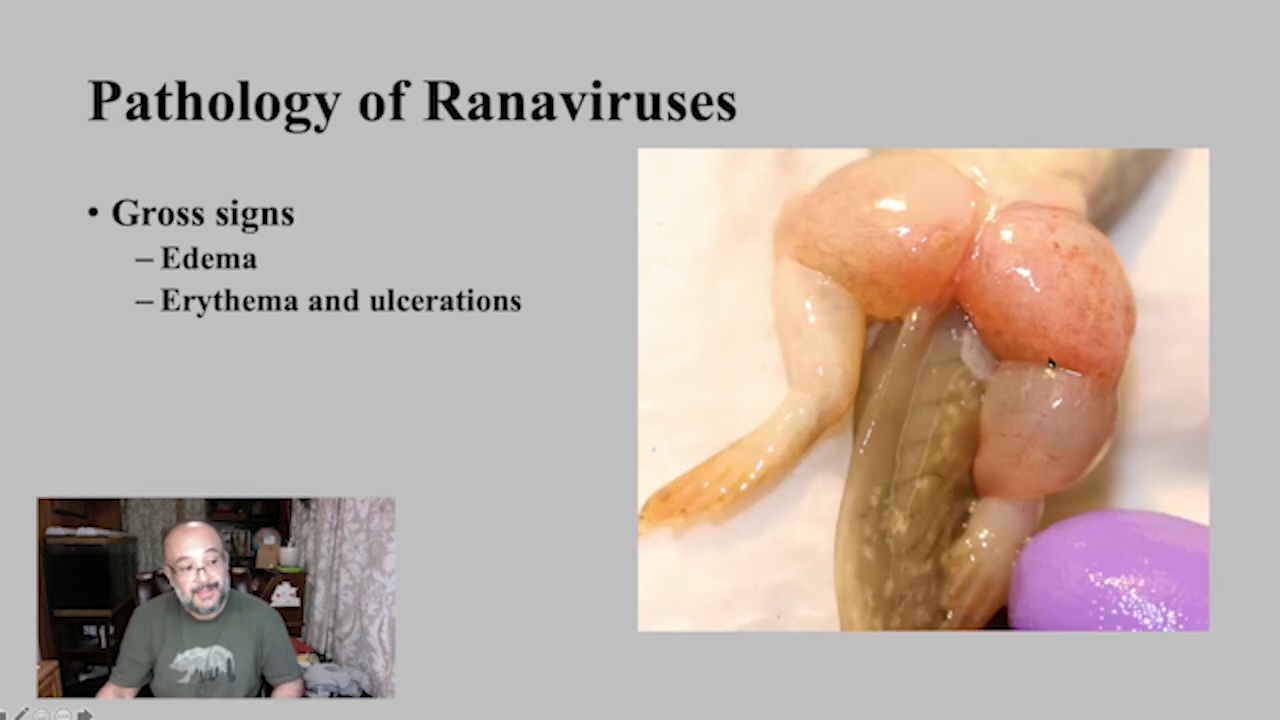 Pathology of Ranaviruses
• Gross signs
– Edema
– Erythema and ulcerations